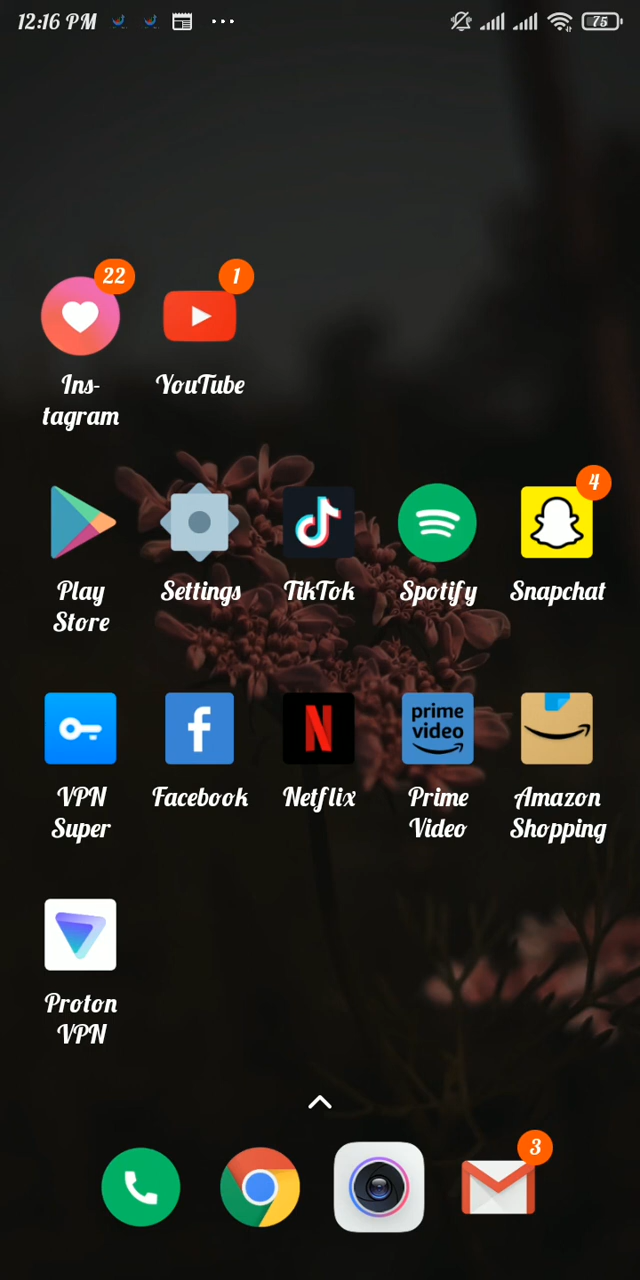 12:16 PM
75
22
1
Ins-
tagram
YouTube
4
Play
Store
Settings
TikTok
Spotify
Snapchat
f
N
prime
video
VPN
Super
Facebook
Netflix
Prime
Video
Amazon
Shopping
Proton
VPN
3